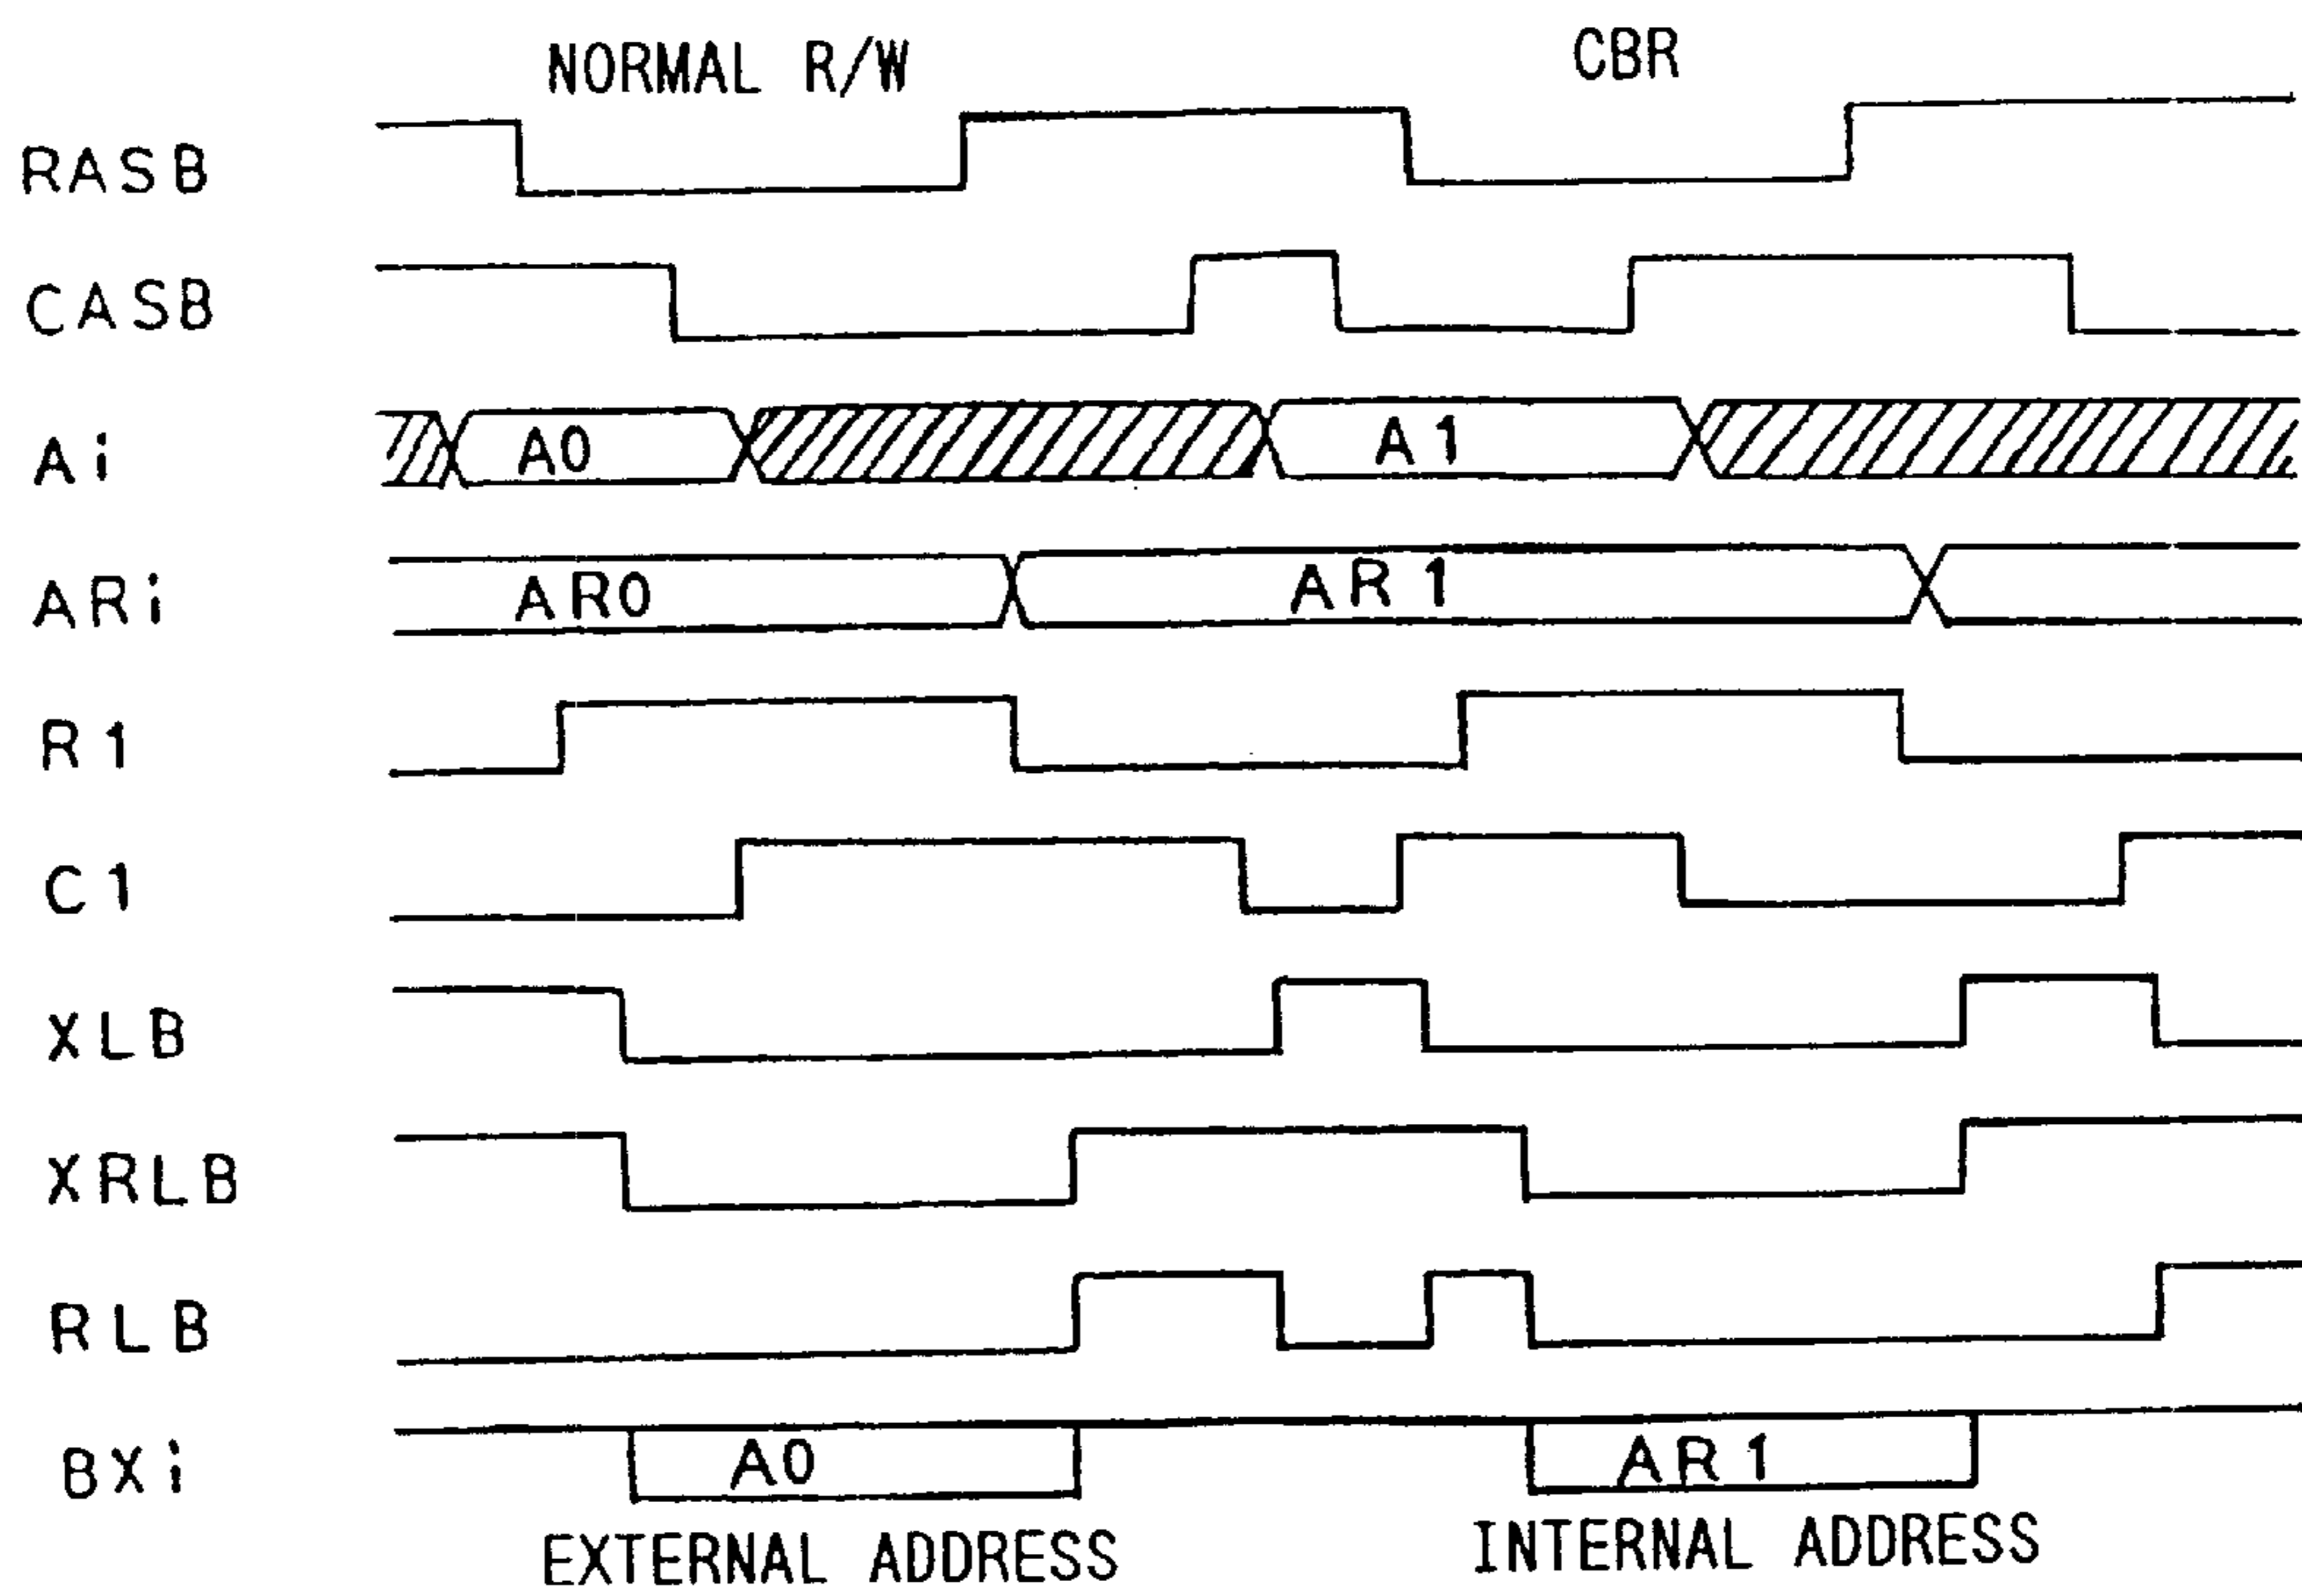 NORMAL R/W CBR
RASB
CASB
Ai A0 A1
ARi AR0 AR1
R1
C1
XLB
XRLB
RLB
BXi A0 AR1
EXTERNAL ADDRESS INTERNAL ADDRESS